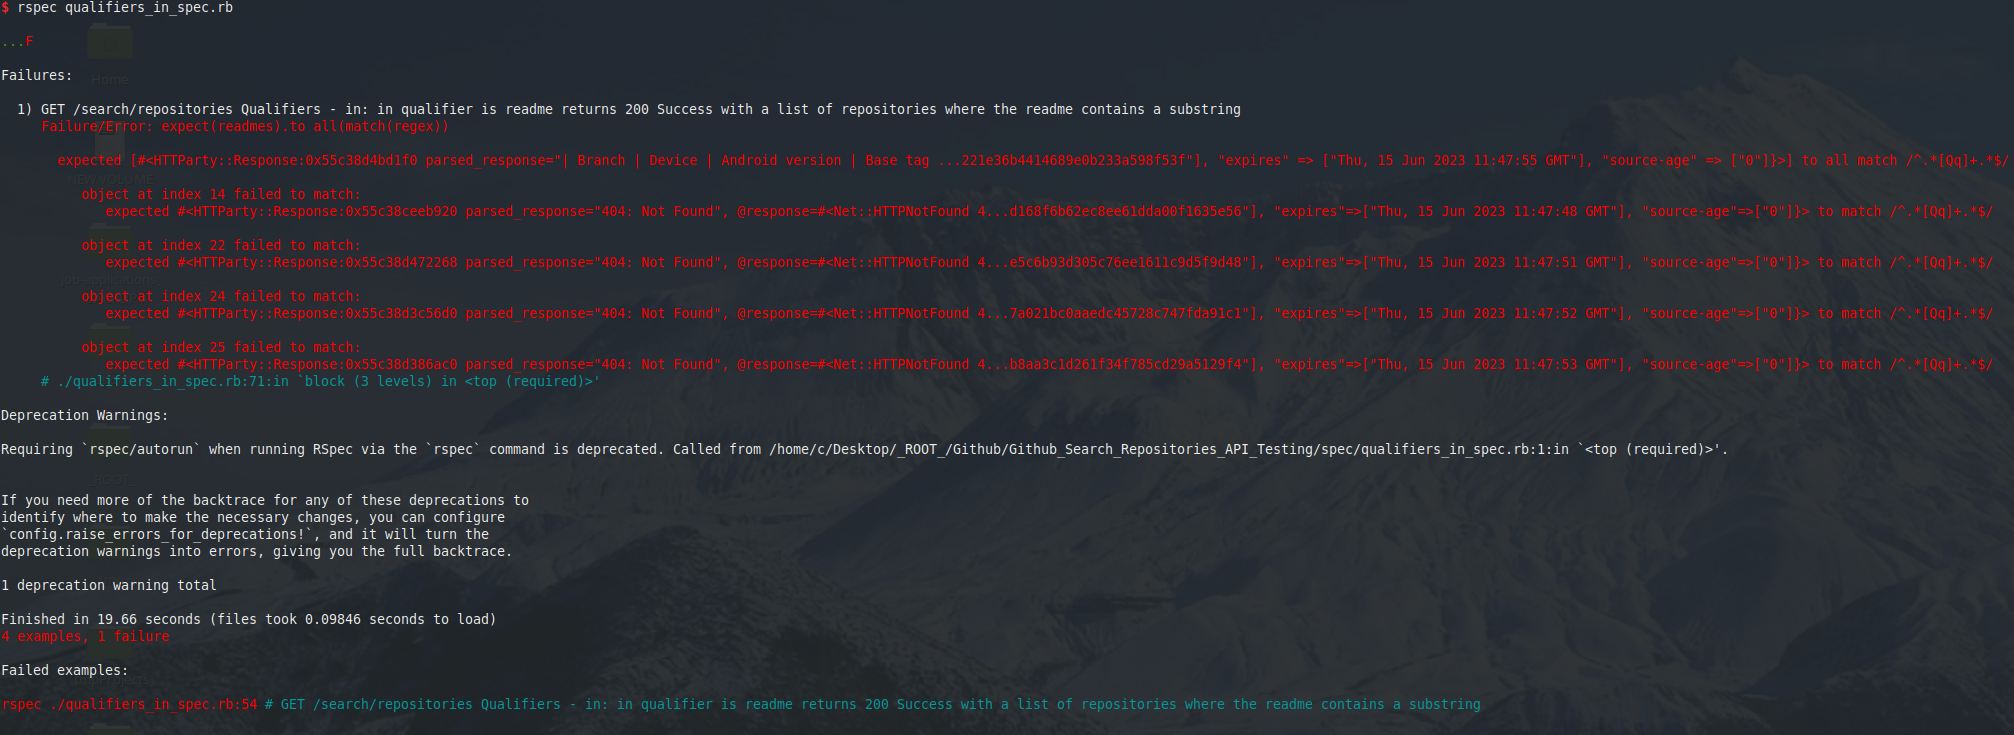 $ rspec qualifiers_in_spec.rb
...F
Home
Failures:
1) GET /search/repositories Qualifiers - in: in qualifier is readme returns 200 Success with a list of repositories where the readme contains a substring
Failure/Error: expect(readmes).to all(match(regex))
expected [#<HTTParty::Response:0x55c38d4bd1f0 parsed_response="| Branch | Device | Android version | Base tag ...221e36b4414689e0b233a598f53f"], "expires" => ["Thu, 15 Jun 2023 11:47:55 GMT"], "source-age" => ["0"]}>] to all match /^.*[Qq]+.*$/
NEW VOLUME
object at index 14 failed to match:
expected #<HTTParty::Response:0x55c38ceeb920 parsed_response="404: Not Found", @response=#<Net::HTTPNotFound 4...d168f6b62ec8ee61dda00f1635e56"], "expires"=>["Thu, 15 Jun 2023 11:47:48 GMT"], "source-age"=>["0"]}> to match /^.*[Qq]+.*$/
object at index 22 failed to match:
expected #<HTTParty::Response:0x55c38d472268 parsed_response="404: Not Found", @response=#<Net::HTTPNotFound 4...e5c6b93d305c76ee1611c9d5f9d48"], "expires"=>["Thu, 15 Jun 2023 11:47:51 GMT"], "source-age"=>["0"]}> to match /^.*[Qq]+.*$/
object at index 24 failed to match:
expected #<HTTParty::Response:0x55c38d3c56d0 parsed_response="404: Not Found", @response=#<Net::HTTPNotFound 4...7a021bc0aaedc45728c747fda91c1"], "expires"=>["Thu, 15 Jun 2023 11:47:52 GMT"], "source-age"=>["0"]}> to match /^.*[Qq]+.*$/
object at index 25 failed to match:
expected #<HTTParty::Response:0x55c38d386ac0 parsed_response="404: Not Found", @response=#<Net::HTTPNotFound 4...b8aa3c1d261f34f785cd29a5129f4"], "expires"=>["Thu, 15 Jun 2023 11:47:53 GMT"], "source-age"=>["0"]}> to match /^.*[Qq]+.*$/
# ./qualifiers_in_spec.rb:71:in `block (3 levels) in <top (required)>'
Deprecation Warnings:
Requiring `rspec/autorun` when running RSpec via the `rspec` command is deprecated. Called from /home/c/Desktop/_ROOT_/Github/Github_Search_Repositories_API_Testing/spec/qualifiers_in_spec.rb:1:in `<top (required)>'.
_ROOT_
If you need more of the backtrace for any of these deprecations to
identify where to make the necessary changes, you can configure
`config.raise_errors_for_deprecations!`, and it will turn the
deprecation warnings into errors, giving you the full backtrace.
1 deprecation warning total
Finished in 19.66 seconds (files took 0.09846 seconds to load)
4 examples, 1 failure
Failed examples:
rspec ./qualifiers_in_spec.rb:54 # GET /search/repositories Qualifiers - in: in qualifier is readme returns 200 Success with a list of repositories where the readme contains a substring